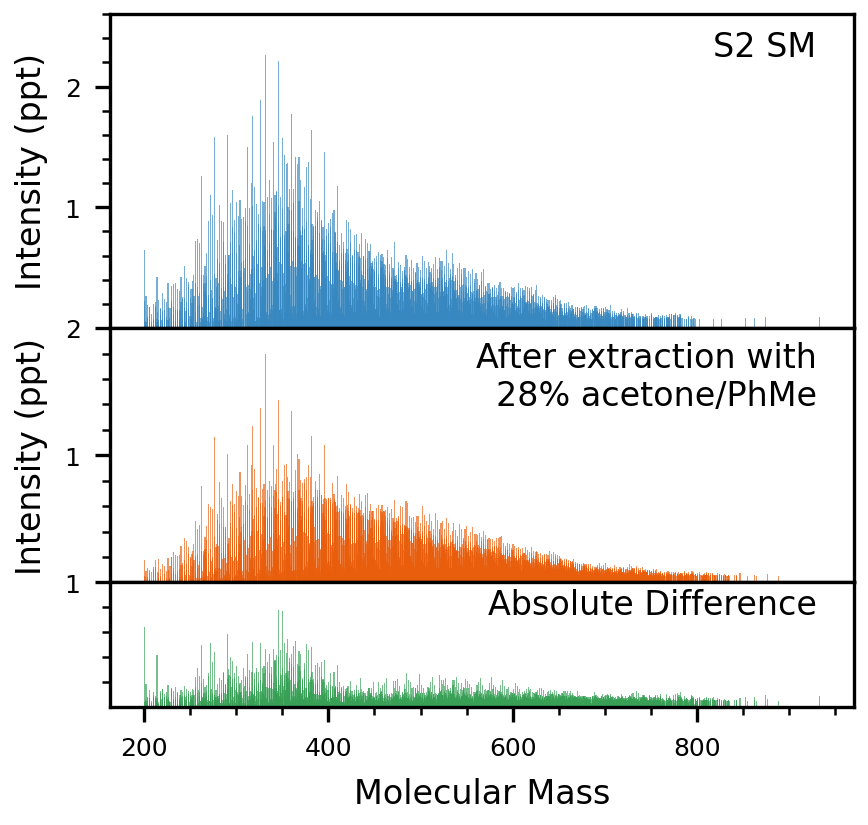 S2 SM
Intensity (ppt)
2
1
2
After extraction with
28% acetone/PhMe
Intensity (ppt)
1
1
Absolute Difference
200 400 600 800
Molecular Mass